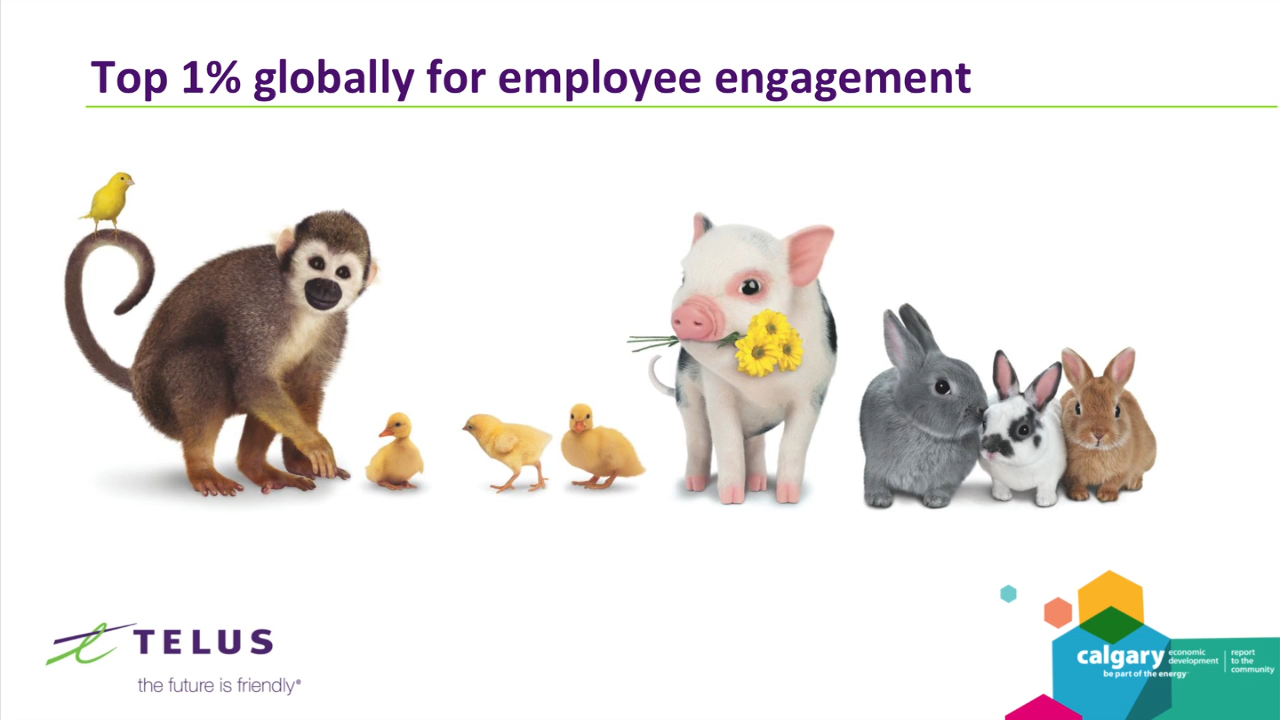 Top 1% globally for employee engagement
TELUS
the future is friendly®
calgary
be part of the energy™
economic
development
report
to the
community